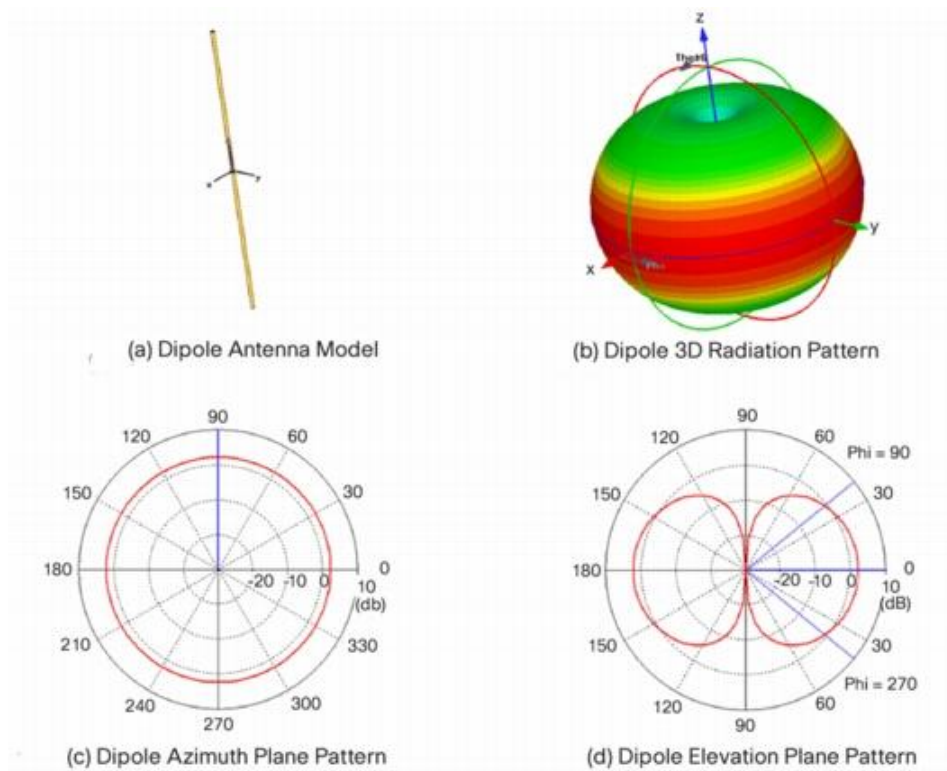 z
Theta
x
y
x
y
(a) Dipole Antenna Model
(b) Dipole 3D Radiation Pattern
90
120
60
150
30
180
-20
-10
0
10
0
(db)
210
330
240
300
270
(c) Dipole Azimuth Plane Pattern
90
120
60
Phi = 90
150
30
180
-20
-10
0
10
0
(dB)
150
30
120
60
Phi = 270
90
(d) Dipole Elevation Plane Pattern